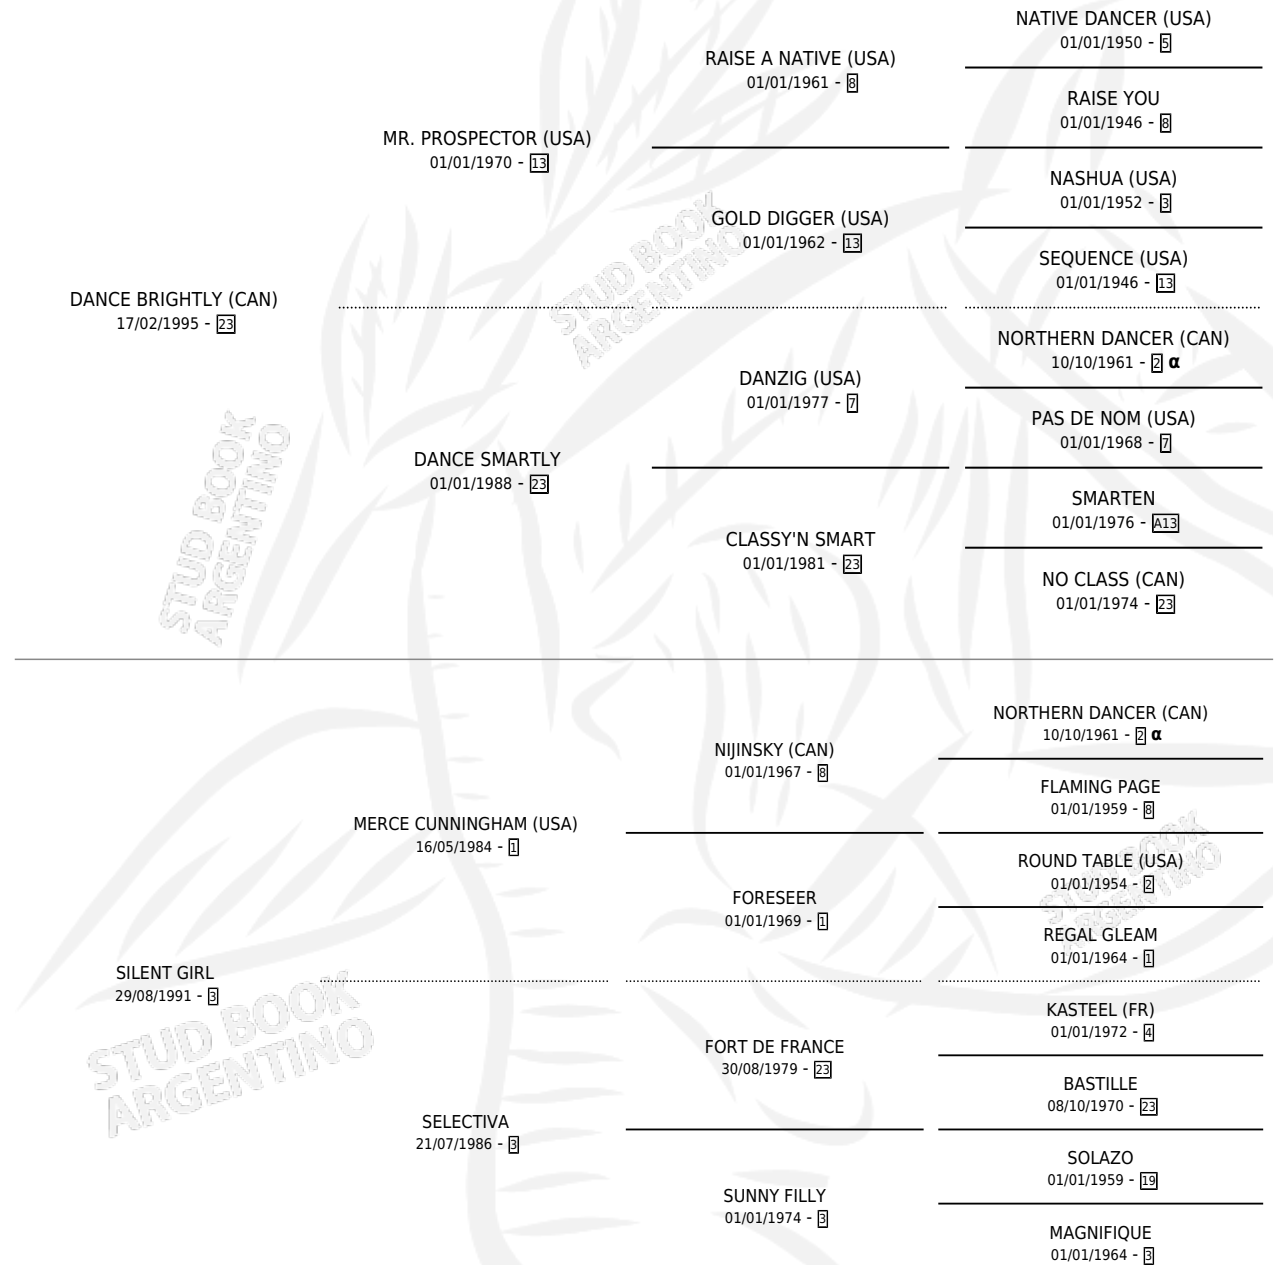 NATIVE DANCER (USA)
01/01/1950 - 5
RAISE A NATIVE (USA)
01/01/1961 - 8
RAISE YOU
01/01/1946 - 8
MR. PROSPECTOR (USA)
01/01/1970 - 13
NASHUA (USA)
01/01/1952 - 3
GOLD DIGGER (USA)
01/01/1962 - 13
SEQUENCE (USA)
01/01/1946 - 13
STUD BOOK
ARGENTINO
DANCE BRIGHTLY (CAN)
17/02/1995 - 23
NORTHERN DANCER (CAN)
10/10/1961 - 2 α
DANZIG (USA)
01/01/1977 - 7
PAS DE NOM (USA)
01/01/1968 - 7
DANCE SMARTLY
01/01/1988 - 23
SMARTEN
01/01/1976 - A13
CLASSY'N SMART
01/01/1981 - 23
NO CLASS (CAN)
01/01/1974 - 23
STUD BOOK
ARGENTINO
NORTHERN DANCER (CAN)
10/10/1961 - 2 α
NIJINSKY (CAN)
01/01/1967 - 8
FLAMING PAGE
01/01/1959 - 8
MERCE CUNNINGHAM (USA)
16/05/1984 - 1
ROUND TABLE (USA)
01/01/1954 - 2
FORESEER
01/01/1969 - 1
REGAL GLEAM
01/01/1964 - 1
STUD BOOK
ARGENTINO
SILENT GIRL
29/08/1991 - 3
KASTEEL (FR)
01/01/1972 - 4
FORT DE FRANCE
30/08/1979 - 23
BASTILLE
08/10/1970 - 23
SELECTIVA
21/07/1986 - 3
SOLAZO
01/01/1959 - 19
SUNNY FILLY
01/01/1974 - 3
MAGNIFIQUE
01/01/1964 - 3
STUD BOOK
ARGENTINO